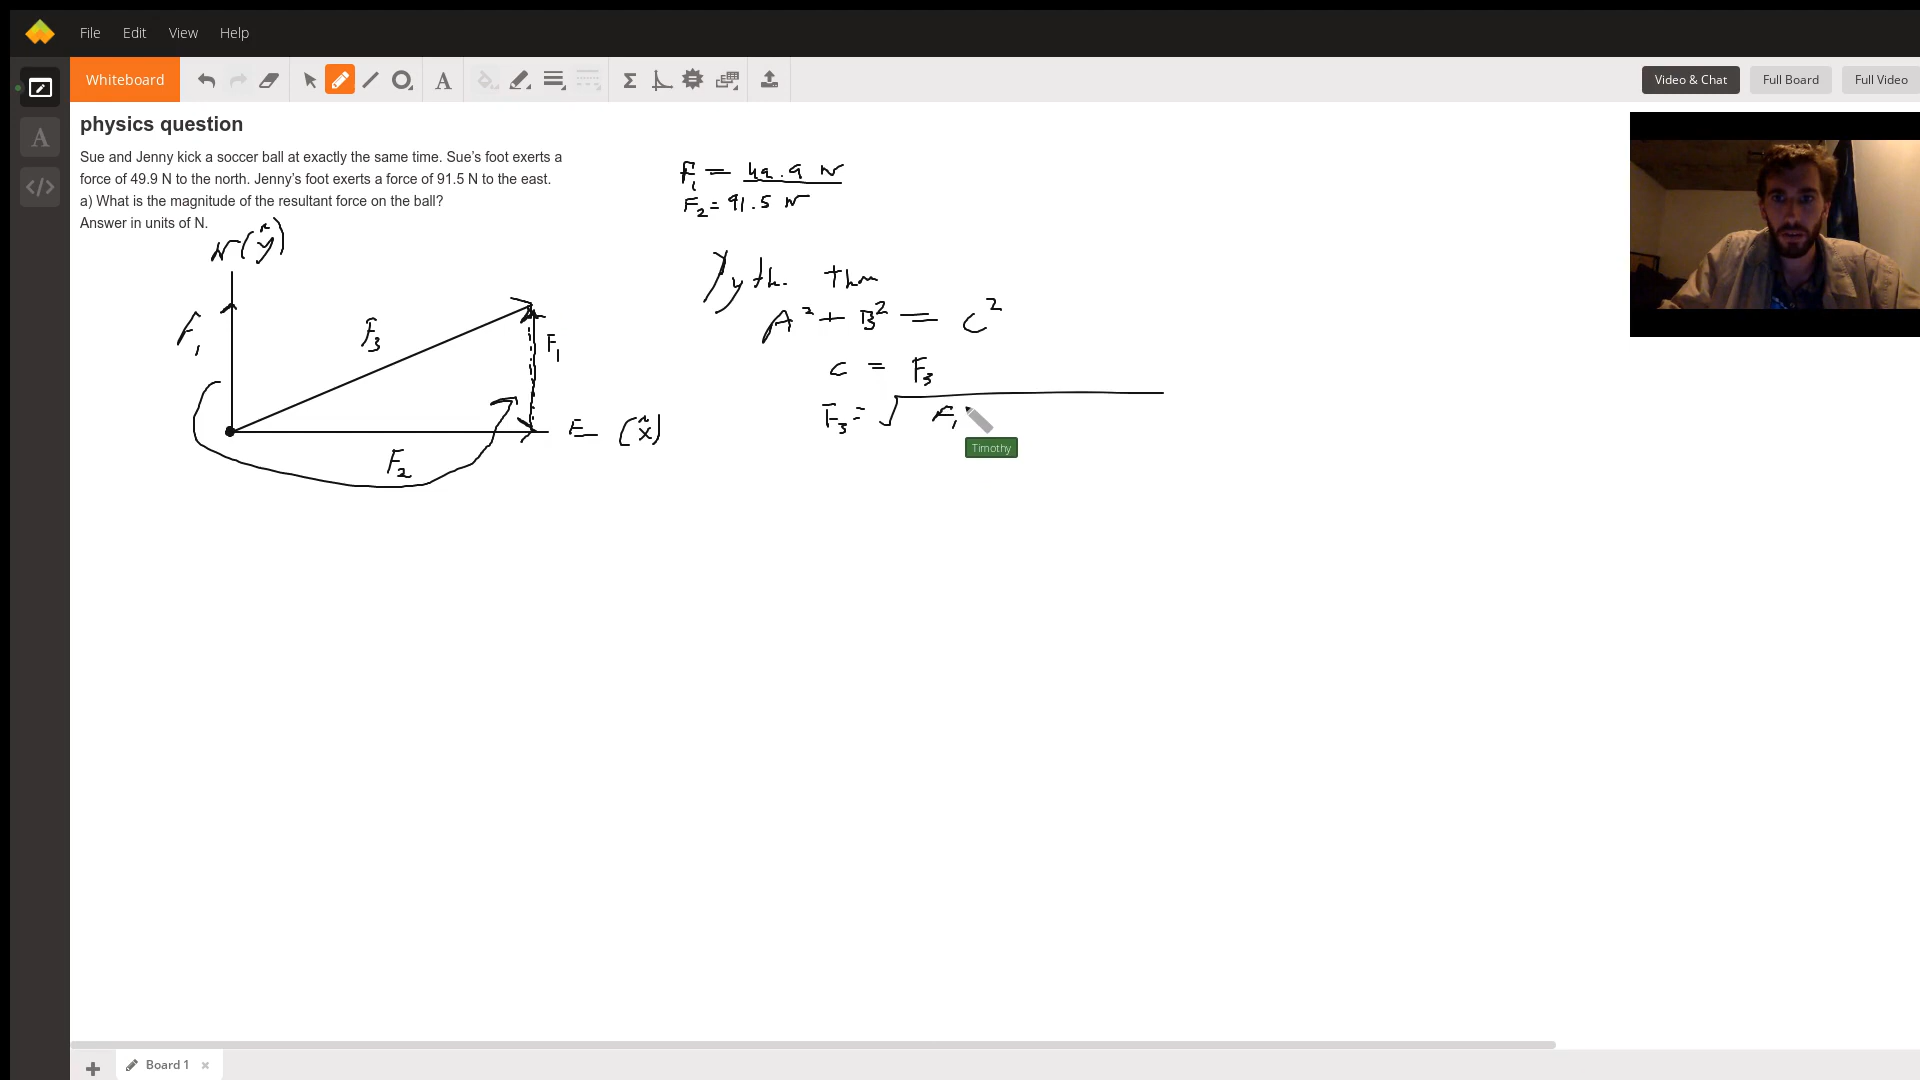 File Edit View Help
Whiteboard
A
Σ
Video & Chat
Full Board
Full Video
A
</>
physics question
Sue and Jenny kick a soccer ball at exactly the same time. Sue’s foot exerts a
force of 49.9 N to the north. Jenny’s foot exerts a force of 91.5 N to the east.
a) What is the magnitude of the resultant force on the ball?
Answer in units of N.
N (ŷ)
F₁
F₃
F₁
F₂
E (x̂)
F₁ = 49.9 N
F₂ = 91.5 N
Pyth. thm
A² + B² = C²
C = F₃
F₃ = √F₁
Timothy
+
Board 1 ×